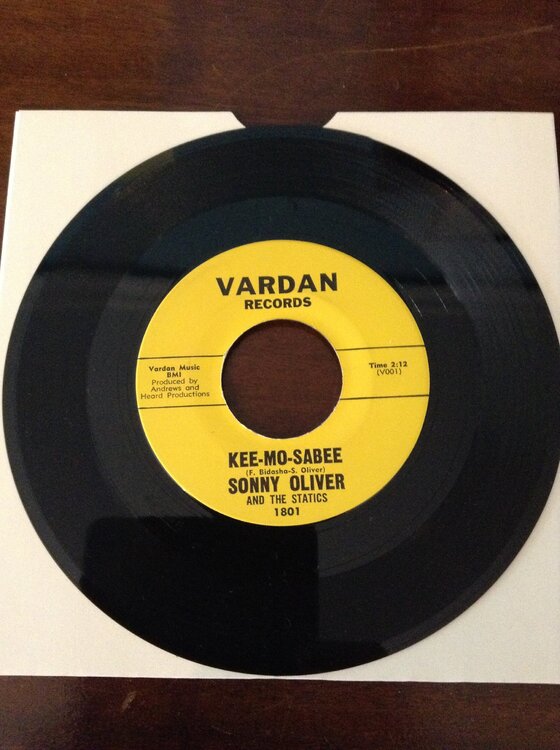 VARDAN
RECORDS
Vardan Music
BMI
Produced by
Andrews and
Heard Productions
Time 2:12
(V001)
KEE-MO-SABEE
(F. Bidasha-S. Oliver)
SONNY OLIVER
AND THE STATICS
1801